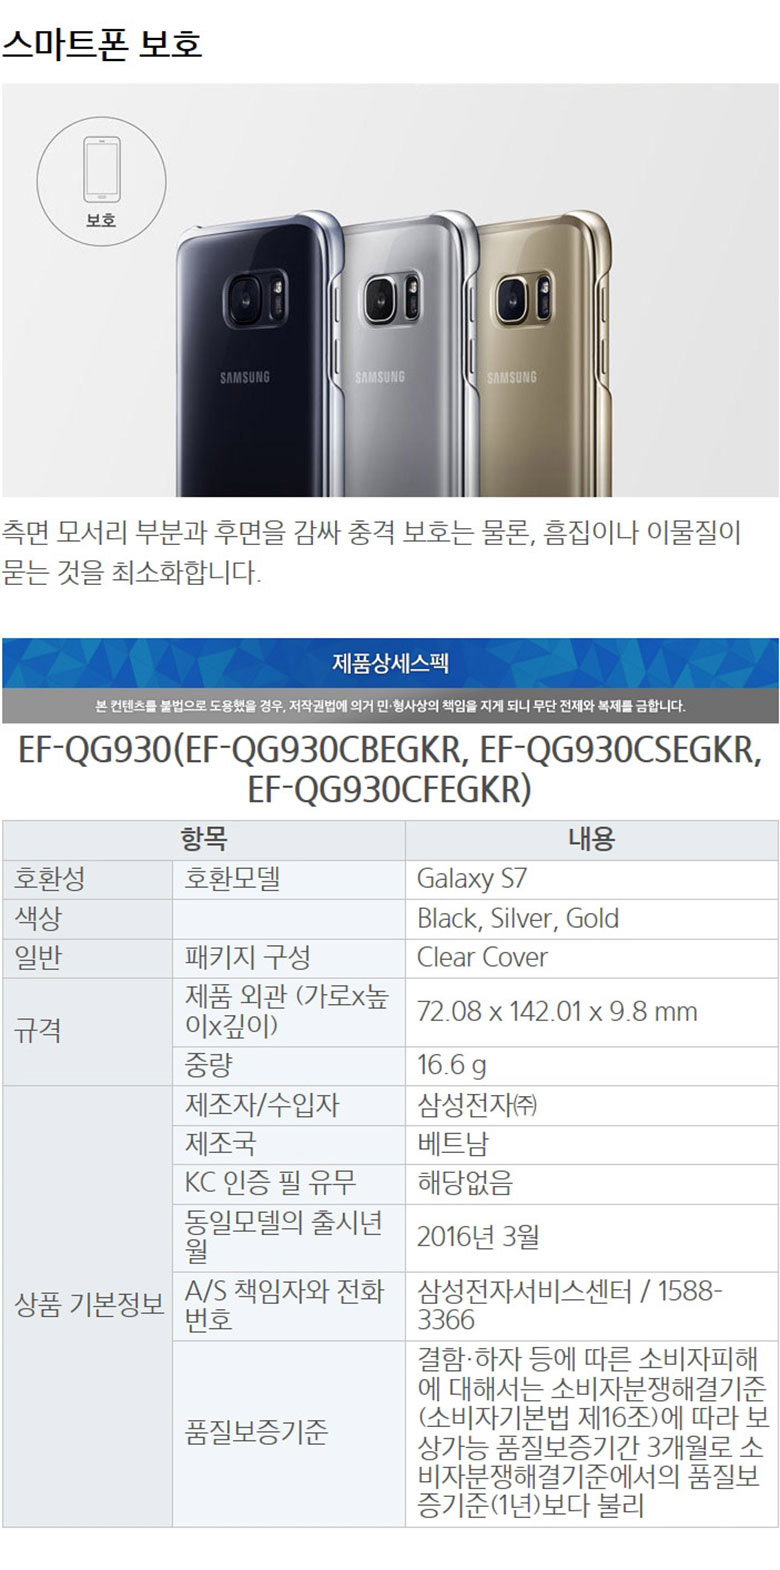 스마트폰 보호
보호
SAMSUNG
SAMSUNG
SAMSUNG
측면 모서리 부분과 후면을 감싸 충격 보호는 물론, 흠집이나 이물질이
묻는 것을 최소화합니다.
제품상세스펙
본 컨텐츠를 불법으로 도용했을 경우, 저작권법에 의거 민·형사상의 책임을 지게 되니 무단 전제와 복제를 금합니다.
EF-QG930(EF-QG930CBEGKR, EF-QG930CSEGKR,
EF-QG930CFEGKR)
항목 내용
호환성 호환모델 Galaxy S7
색상 Black, Silver, Gold
일반 패키지 구성 Clear Cover
규격
제품 외관 (가로x높
이x깊이)
72.08 x 142.01 x 9.8 mm
중량 16.6 g
상품 기본정보
제조자/수입자 삼성전자㈜
제조국 베트남
KC 인증 필 유무 해당없음
동일모델의 출시년
월
2016년 3월
A/S 책임자와 전화
번호
삼성전자서비스센터 / 1588-
3366
품질보증기준
결함·하자 등에 따른 소비자피해
에 대해서는 소비자분쟁해결기준
(소비자기본법 제16조)에 따라 보
상가능 품질보증기간 3개월로 소
비자분쟁해결기준에서의 품질보
증기준(1년)보다 불리